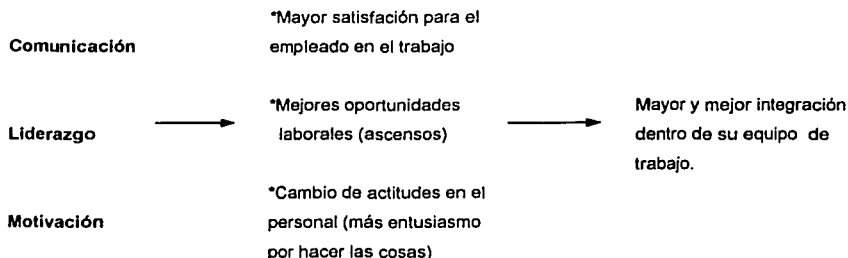 Comunicación
Liderazgo
Motivación
*Mayor satisfación para el
empleado en el trabajo
*Mejores oportunidades
laborales (ascensos)
*Cambio de actitudes en el
personal (más entusiasmo
por hacer las cosas)
Mayor y mejor integración
dentro de su equipo de
trabajo.